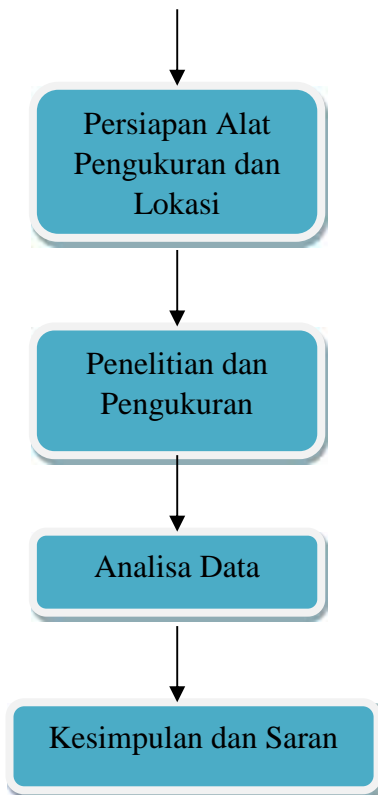 Persiapan Alat
Pengukuran dan
Lokasi
Penelitian dan
Pengukuran
Analisa Data
Kesimpulan dan Saran